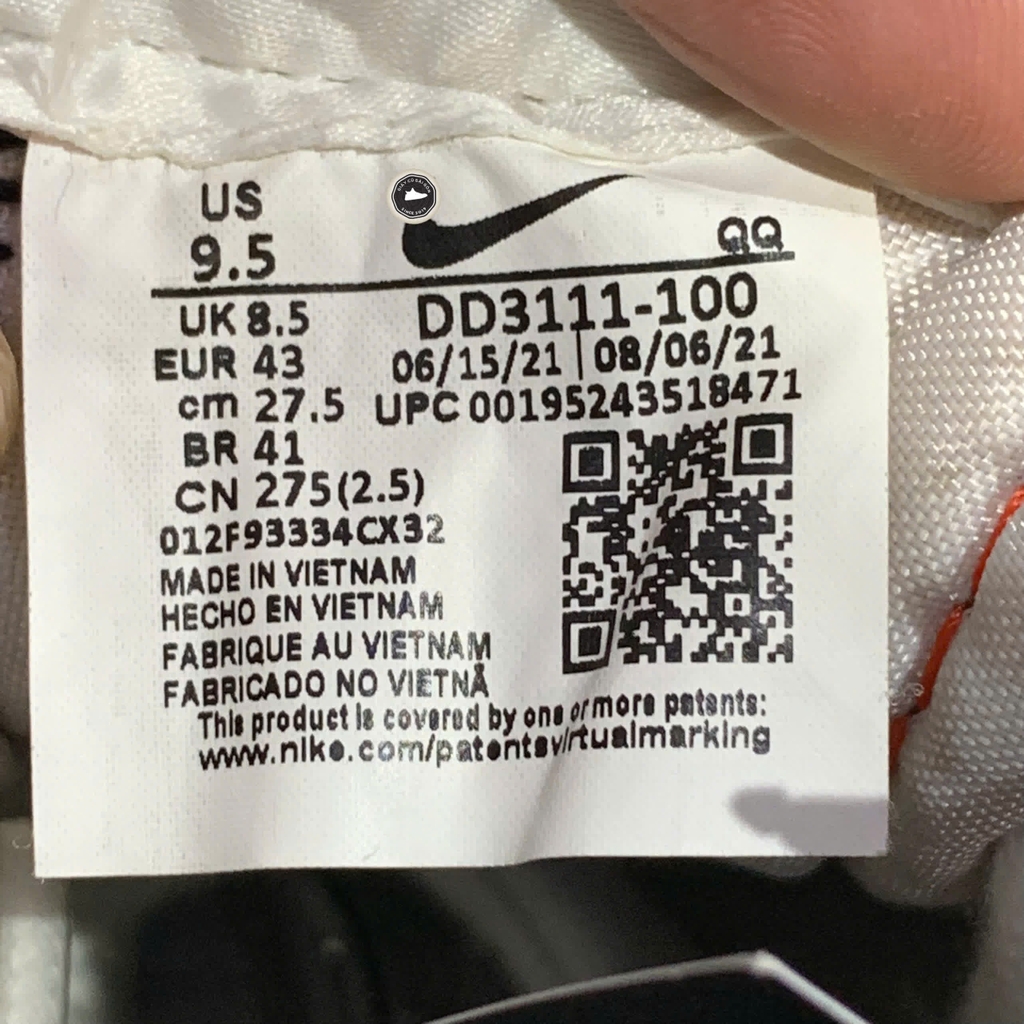 US
9.5
QQ
UK 8.5
DD3111-100
EUR 43
06/15/21 | 08/06/21
cm 27.5
UPC 00195243518471
BR 41
CN 275(2.5)
012F93334CX32
MADE IN VIETNAM
HECHO EN VIETNAM
FABRIQUE AU VIETNAM
FABRICADO NO VIETNÃ
This product is covered by one or more patents:
www.nike.com/patentsvirtualmarking